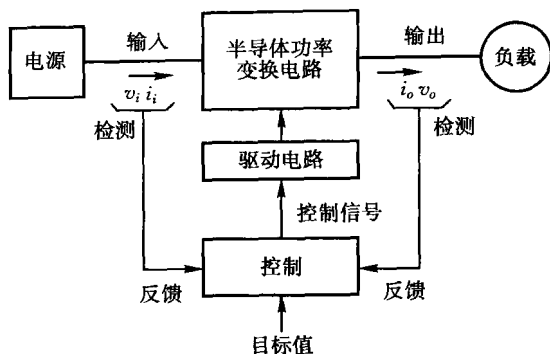 电源
输入
v_i i_i
检测
半导体功率
变换电路
输出
i_o v_o
检测
负载
驱动电路
控制信号
控制
反馈
反馈
目标值